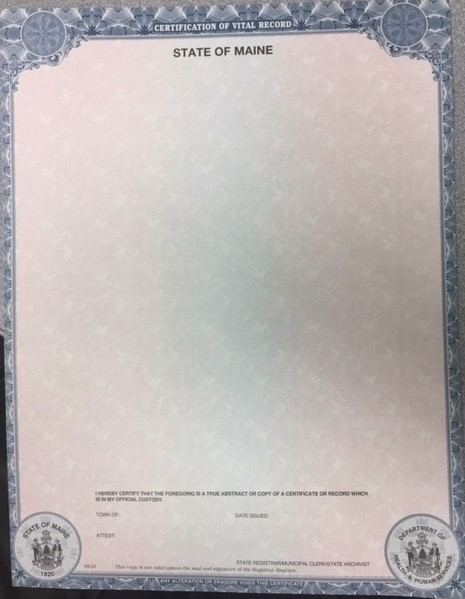 CERTIFICATION OF VITAL RECORD
STATE OF MAINE
I HEREBY CERTIFY THAT THE FOREGOING IS A TRUE ABSTRACT OR COPY OF A CERTIFICATE OR RECORD WHICH
IS IN MY OFFICIAL CUSTODY.
TOWN OF: DATE ISSUED:
ATTEST:
STATE REGISTRAR/MUNICIPAL CLERK/STATE ARCHIVIST
VS-31 This copy is not valid unless the seal and signature of the Registrar displays.
STATE OF MAINE
1820
DEPARTMENT OF
HEALTH & HUMAN SERVICES
ANY ALTERATION OR ERASURE VOIDS THIS CERTIFICATE